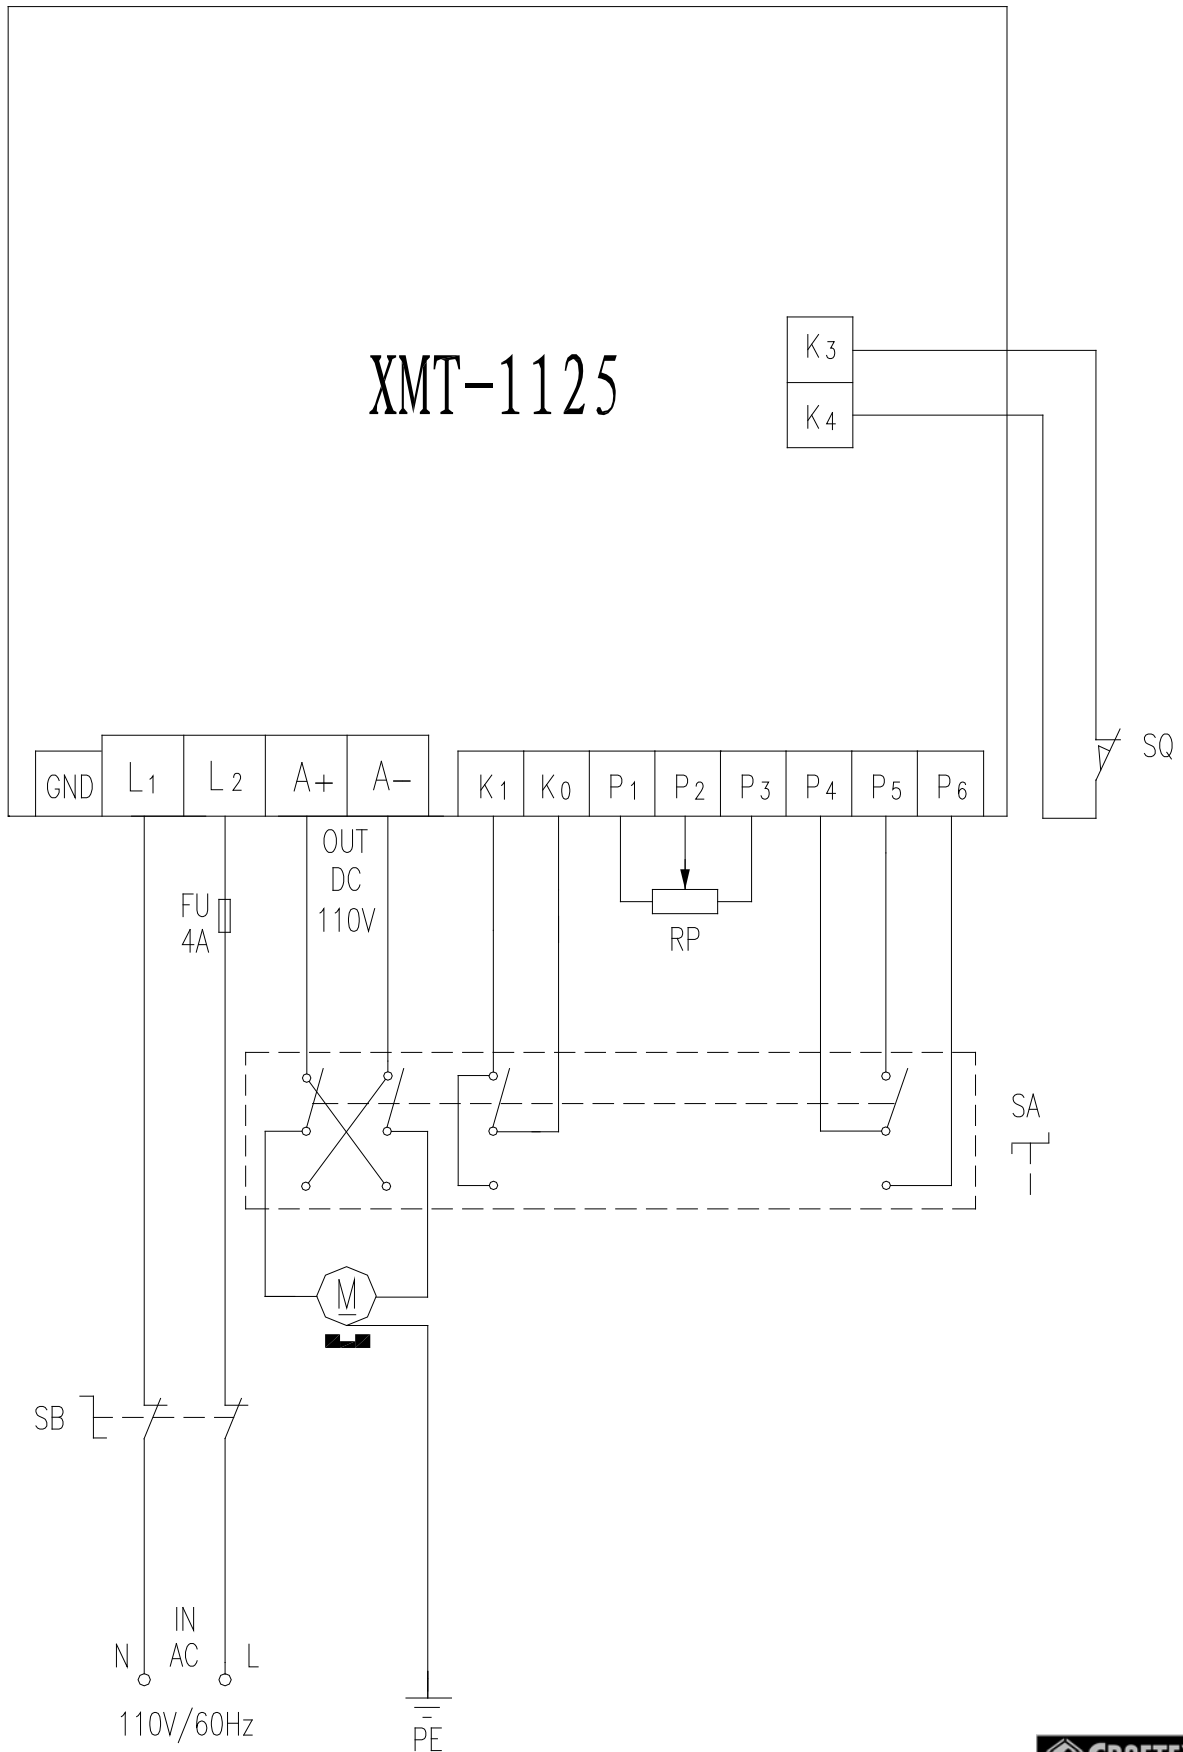 XMT-1125
K3
K4
SQ
GND L1 L2 A+ A- K1 K0 P1 P2 P3 P4 P5 P6
OUT
DC
110V
FU
4A
RP
SA
M
SB
IN
AC
N L
110V/60Hz
PE